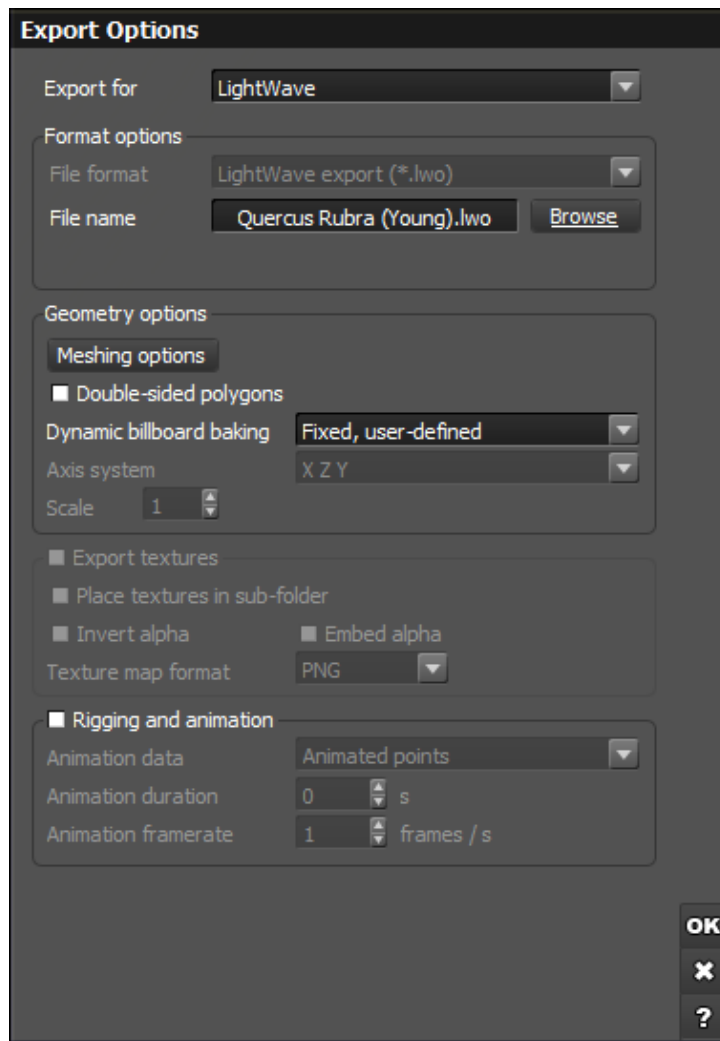 Export Options
Export for LightWave
Format options
File format LightWave export (*.lwo)
File name Quercus Rubra (Young).lwo Browse
Geometry options
Meshing options
Double-sided polygons
Dynamic billboard baking Fixed, user-defined
Axis system X Z Y
Scale 1
Export textures
Place textures in sub-folder
Invert alpha Embed alpha
Texture map format PNG
Rigging and animation
Animation data Animated points
Animation duration 0 s
Animation framerate 1 frames / s
OK
?